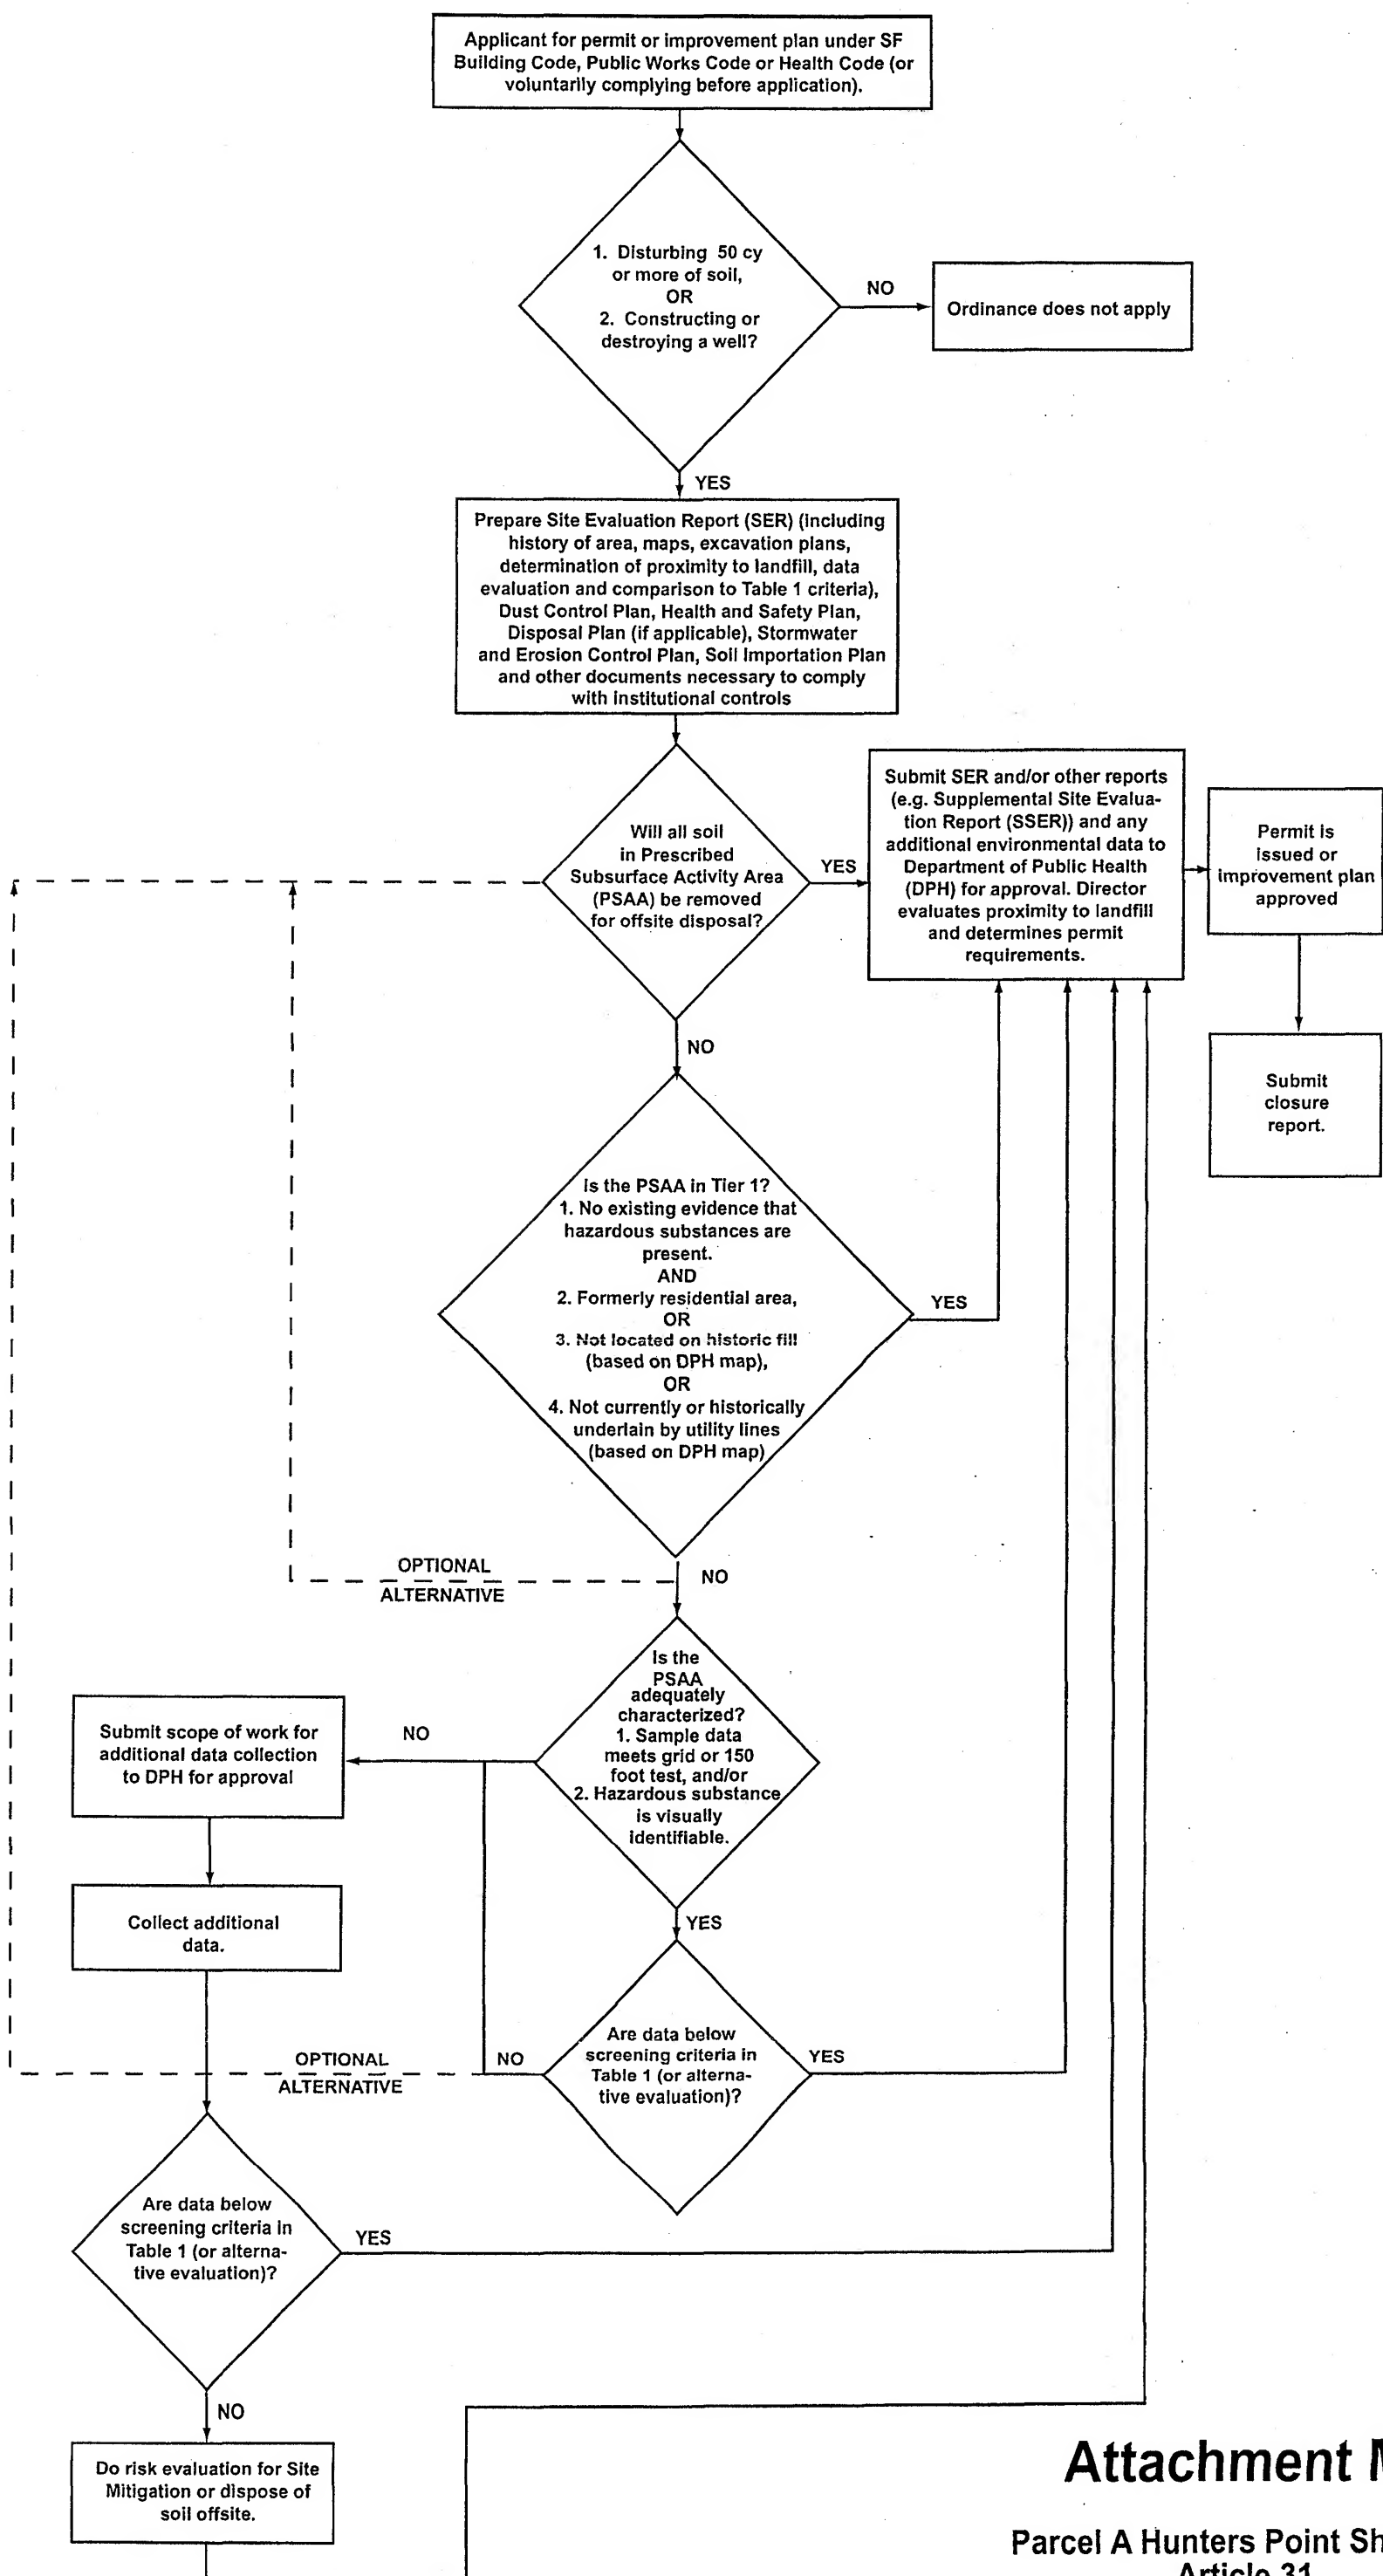 Applicant for permit or improvement plan under SF
Building Code, Public Works Code or Health Code (or
voluntarily complying before application).
1. Disturbing 50 cy
or more of soil,
OR
2. Constructing or
destroying a well?
NO
Ordinance does not apply
YES
Prepare Site Evaluation Report (SER) (including
history of area, maps, excavation plans,
determination of proximity to landfill, data
evaluation and comparison to Table 1 criteria),
Dust Control Plan, Health and Safety Plan,
Disposal Plan (if applicable), Stormwater
and Erosion Control Plan, Soil Importation Plan
and other documents necessary to comply
with institutional controls
Will all soil
in Prescribed
Subsurface Activity Area
(PSAA) be removed
for offsite disposal?
YES
Submit SER and/or other reports
(e.g. Supplemental Site Evalua-
tion Report (SSER)) and any
additional environmental data to
Department of Public Health
(DPH) for approval. Director
evaluates proximity to landfill
and determines permit
requirements.
Permit is
issued or
improvement plan
approved
Submit
closure
report.
NO
Is the PSAA in Tier 1?
1. No existing evidence that
hazardous substances are
present.
AND
2. Formerly residential area,
OR
3. Not located on historic fill
(based on DPH map),
OR
4. Not currently or historically
underlain by utility lines
(based on DPH map)
YES
OPTIONAL
ALTERNATIVE
NO
Is the
PSAA
adequately
characterized?
1. Sample data
meets grid or 150
foot test, and/or
2. Hazardous substance
is visually
identifiable.
NO
Submit scope of work for
additional data collection
to DPH for approval
Collect additional
data.
YES
Are data below
screening criteria in
Table 1 (or alterna-
tive evaluation)?
YES
NO
OPTIONAL
ALTERNATIVE
Are data below
screening criteria in
Table 1 (or alterna-
tive evaluation)?
YES
NO
Do risk evaluation for Site
Mitigation or dispose of
soil offsite.
Attachment
Parcel A Hunters Point Sh
Article 31